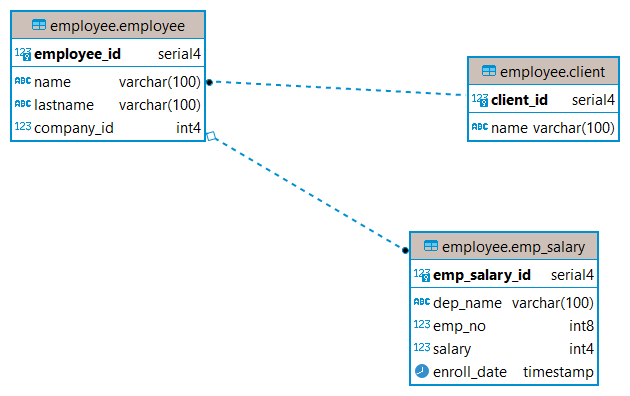 employee.employee
123 employee_id serial4
ABC name varchar(100)
ABC lastname varchar(100)
123 company_id int4
employee.client
123 client_id serial4
ABC name varchar(100)
employee.emp_salary
123 emp_salary_id serial4
ABC dep_name varchar(100)
123 emp_no int8
123 salary int4
enroll_date timestamp